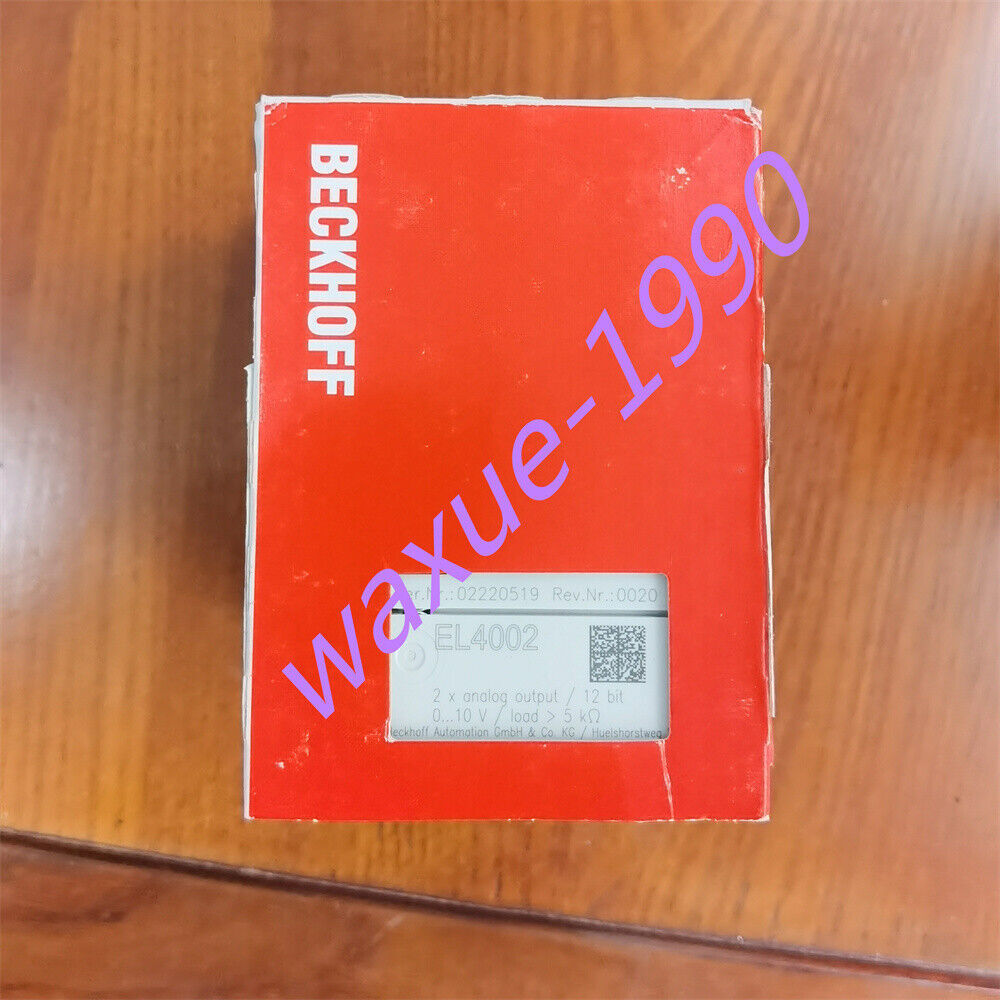 BECKHOFF
waxue-1990
er.Nr.:02220519 Rev.Nr.:0020
EL4002
2 x analog output / 12 bit
0...10 V / load > 5 kΩ
eckhoff Automation GmbH & Co. KG / Huelshorstweg